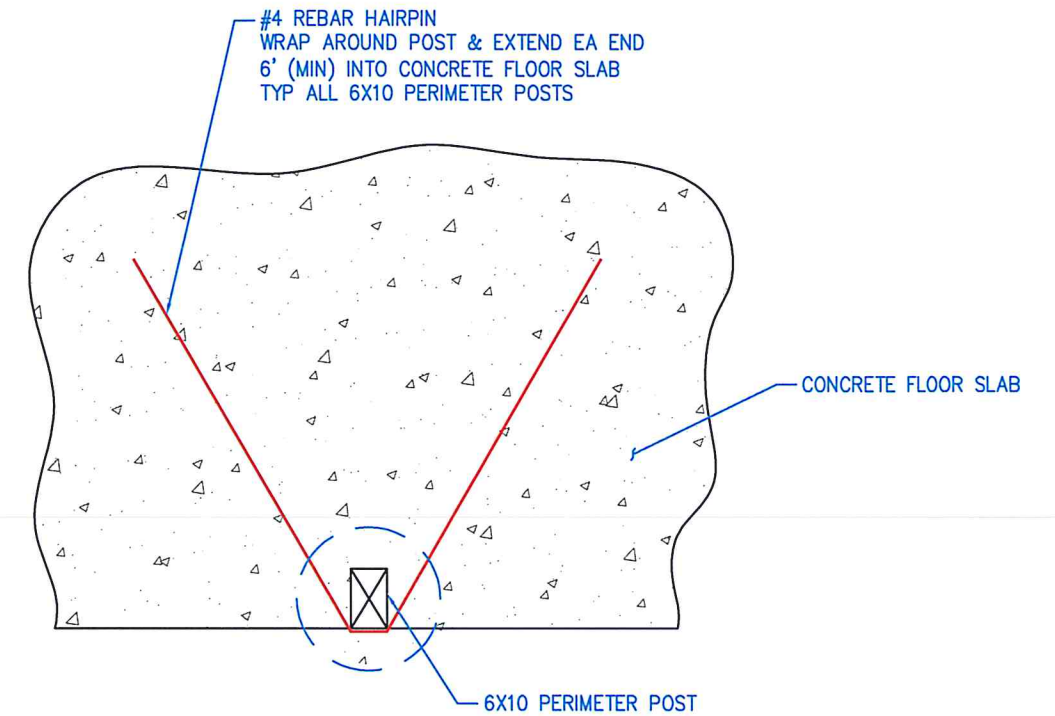 #4 REBAR HAIRPIN
WRAP AROUND POST & EXTEND EA END
6' (MIN) INTO CONCRETE FLOOR SLAB
TYP ALL 6X10 PERIMETER POSTS
CONCRETE FLOOR SLAB
6X10 PERIMETER POST